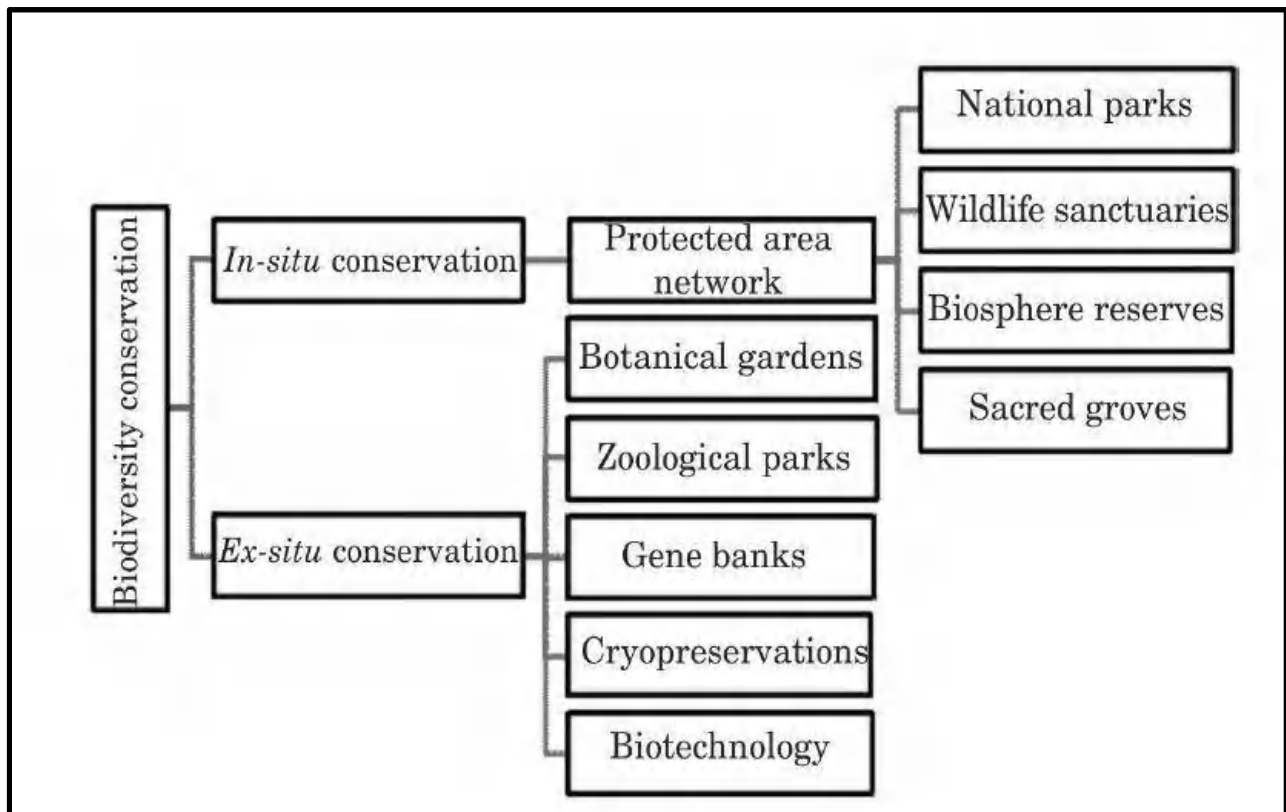 Biodiversity conservation
In-situ conservation
Protected area
network
National parks
Wildlife sanctuaries
Biosphere reserves
Sacred groves
Ex-situ conservation
Botanical gardens
Zoological parks
Gene banks
Cryopreservations
Biotechnology